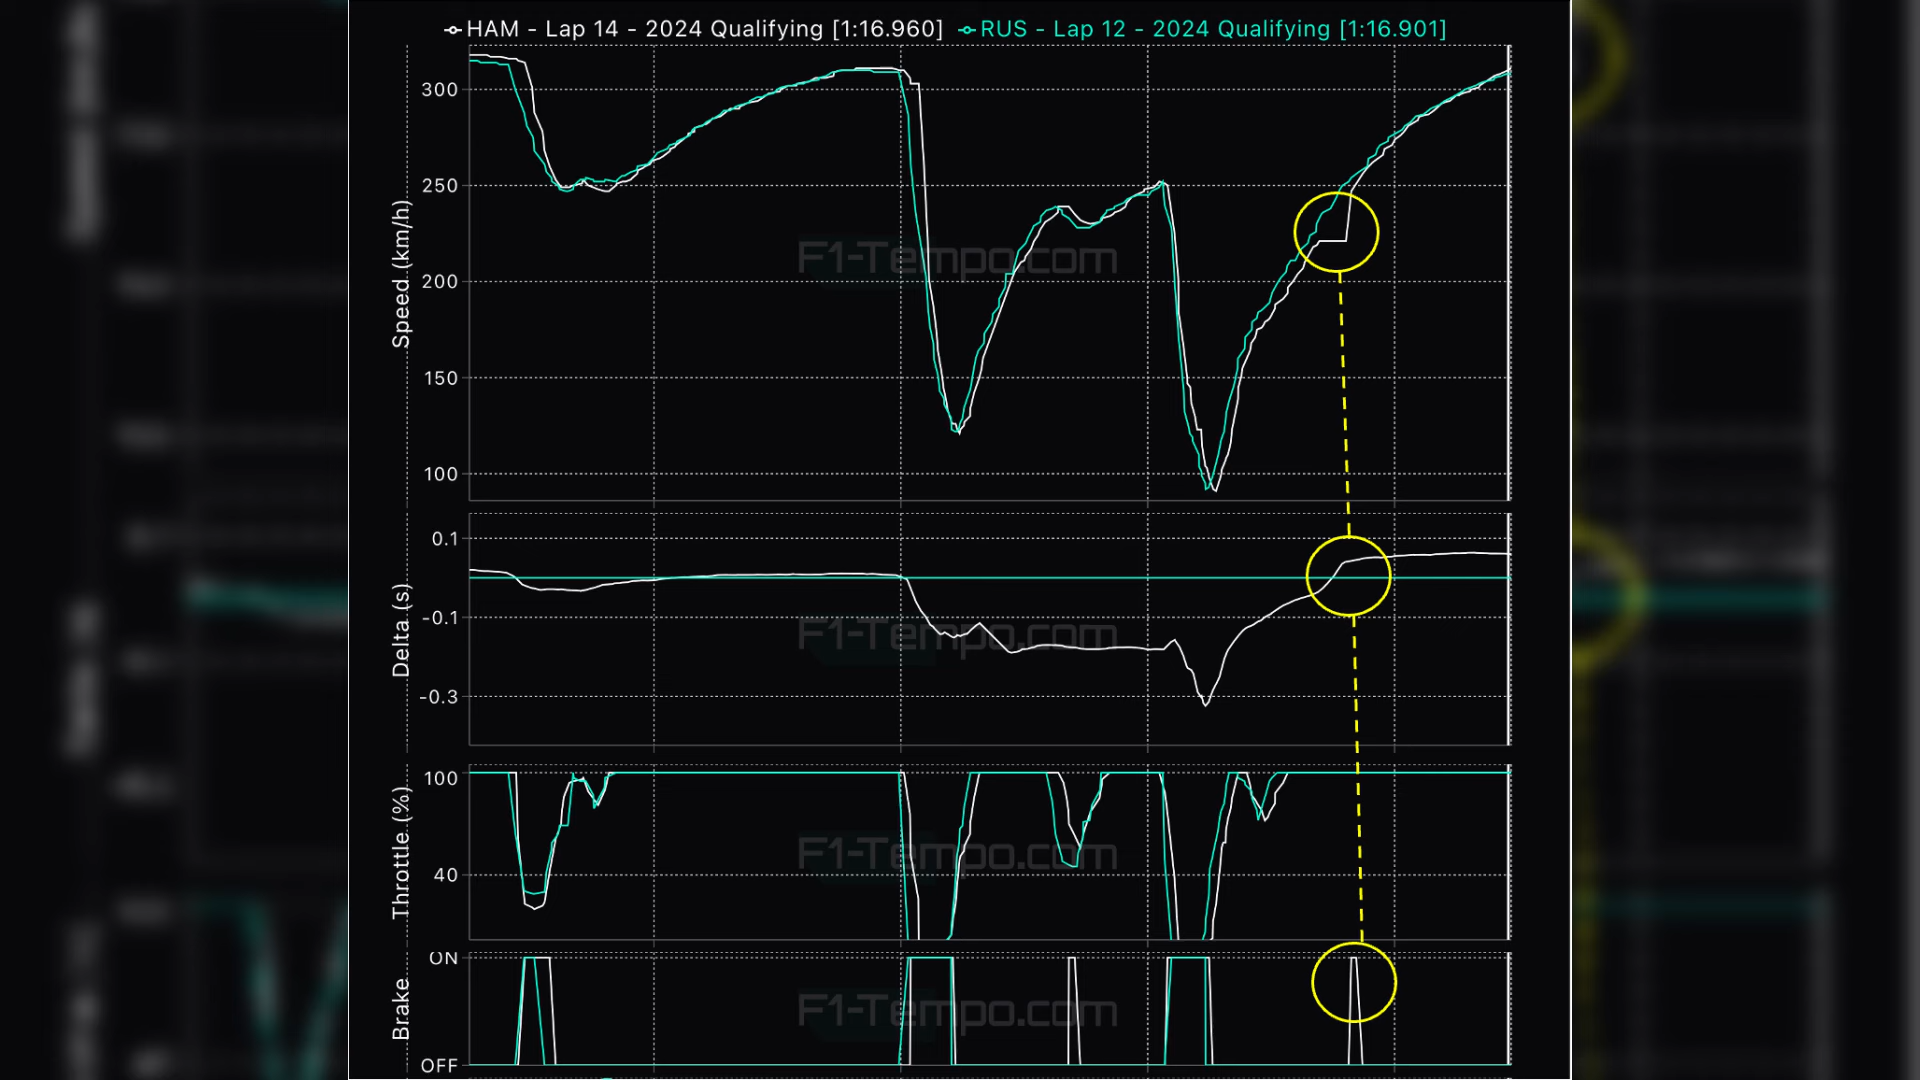 HAM - Lap 14 - 2024 Qualifying [1:16.960] RUS - Lap 12 - 2024 Qualifying [1:16.901]
300
250
200
150
100
Speed (km/h)
F1-Tempo.com
0.1
-0.1
-0.3
Delta (s)
F1-Tempo.com
100
40
Throttle (%)
F1-Tempo.com
ON
OFF
Brake
F1-Tempo.com